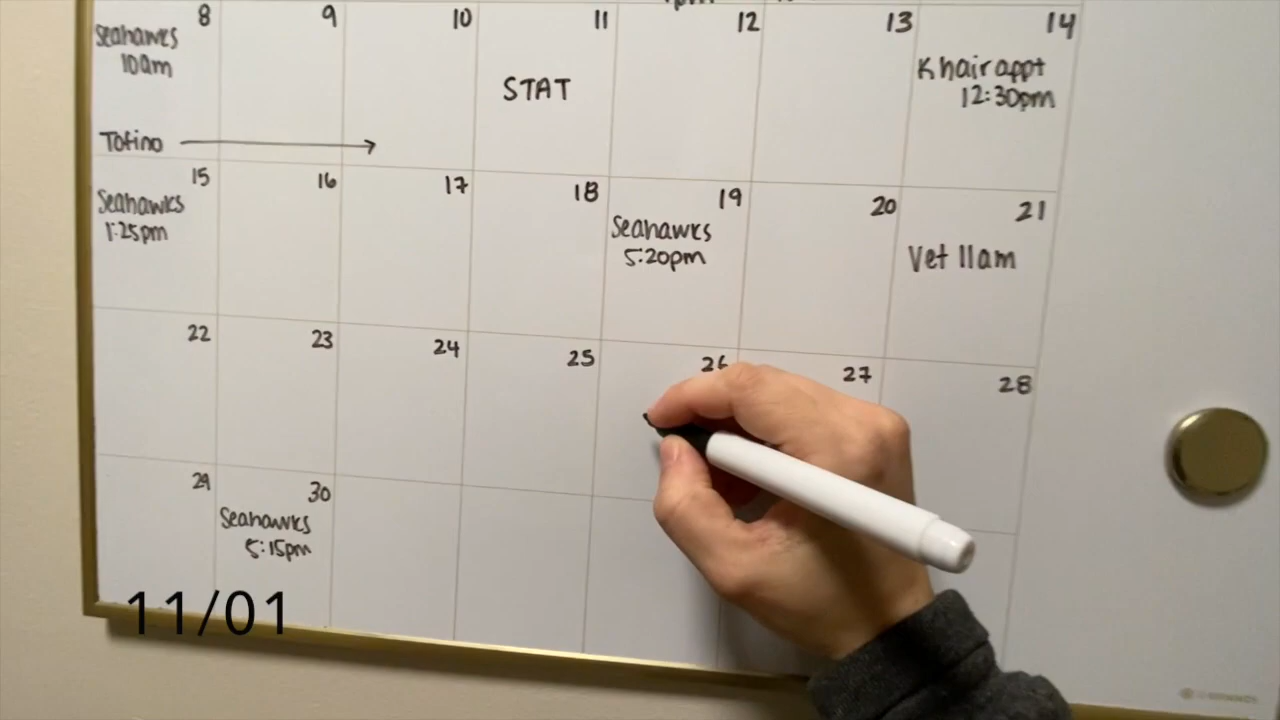 8 9 10 11 12 13 14
Seahawks
10am
STAT
K hair appt
12:30pm
Tofino
15 16 17 18 19 20 21
Seahawks
1:25pm
Seahawks
5:20pm
Vet 11am
22 23 24 25 26 27 28
29 30
Seahawks
5:15pm
11/01